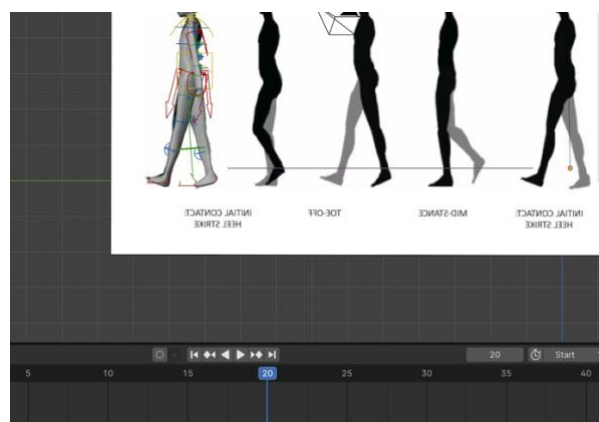 INITIAL CONTACT:
HEEL STRIKE
TOE-OFF
MID-STANCE
INITIAL CONTACT:
HEEL STRIKE
20
Start
5
10
15
20
25
30
35
40